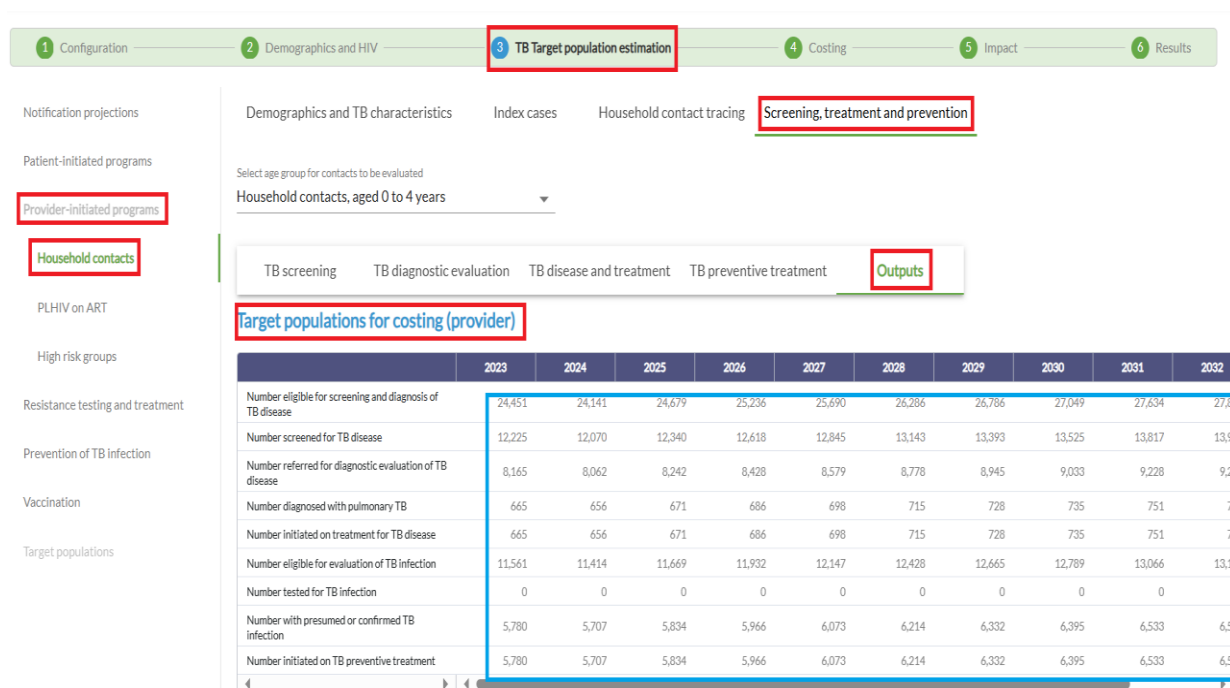 1 Configuration 2 Demographics and HIV 3 TB Target population estimation 4 Costing 5 Impact 6 Results
Notification projections
Patient-initiated programs
Provider-initiated programs
Household contacts
PLHIV on ART
High risk groups
Resistance testing and treatment
Prevention of TB infection
Vaccination
Target populations
Demographics and TB characteristics Index cases Household contact tracing Screening, treatment and prevention
Select age group for contacts to be evaluated
Household contacts, aged 0 to 4 years
TB screening TB diagnostic evaluation TB disease and treatment TB preventive treatment Outputs
Target populations for costing (provider)
2023 2024 2025 2026 2027 2028 2029 2030 2031 2032
Number eligible for screening and diagnosis of
TB disease
24,451 24,141 24,679 25,236 25,690 26,286 26,786 27,049 27,634
Number screened for TB disease 12,225 12,070 12,340 12,618 12,845 13,143 13,393 13,525 13,817
Number referred for diagnostic evaluation of TB
disease
8,165 8,062 8,242 8,428 8,579 8,778 8,945 9,033 9,228
Number diagnosed with pulmonary TB 665 656 671 686 698 715 728 735 751
Number initiated on treatment for TB disease 665 656 671 686 698 715 728 735 751
Number eligible for evaluation of TB infection 11,561 11,414 11,669 11,932 12,147 12,428 12,665 12,789 13,066
Number tested for TB infection 0 0 0 0 0 0 0 0 0
Number with presumed or confirmed TB
infection
5,780 5,707 5,834 5,966 6,073 6,214 6,332 6,395 6,533
Number initiated on TB preventive treatment 5,780 5,707 5,834 5,966 6,073 6,214 6,332 6,395 6,533